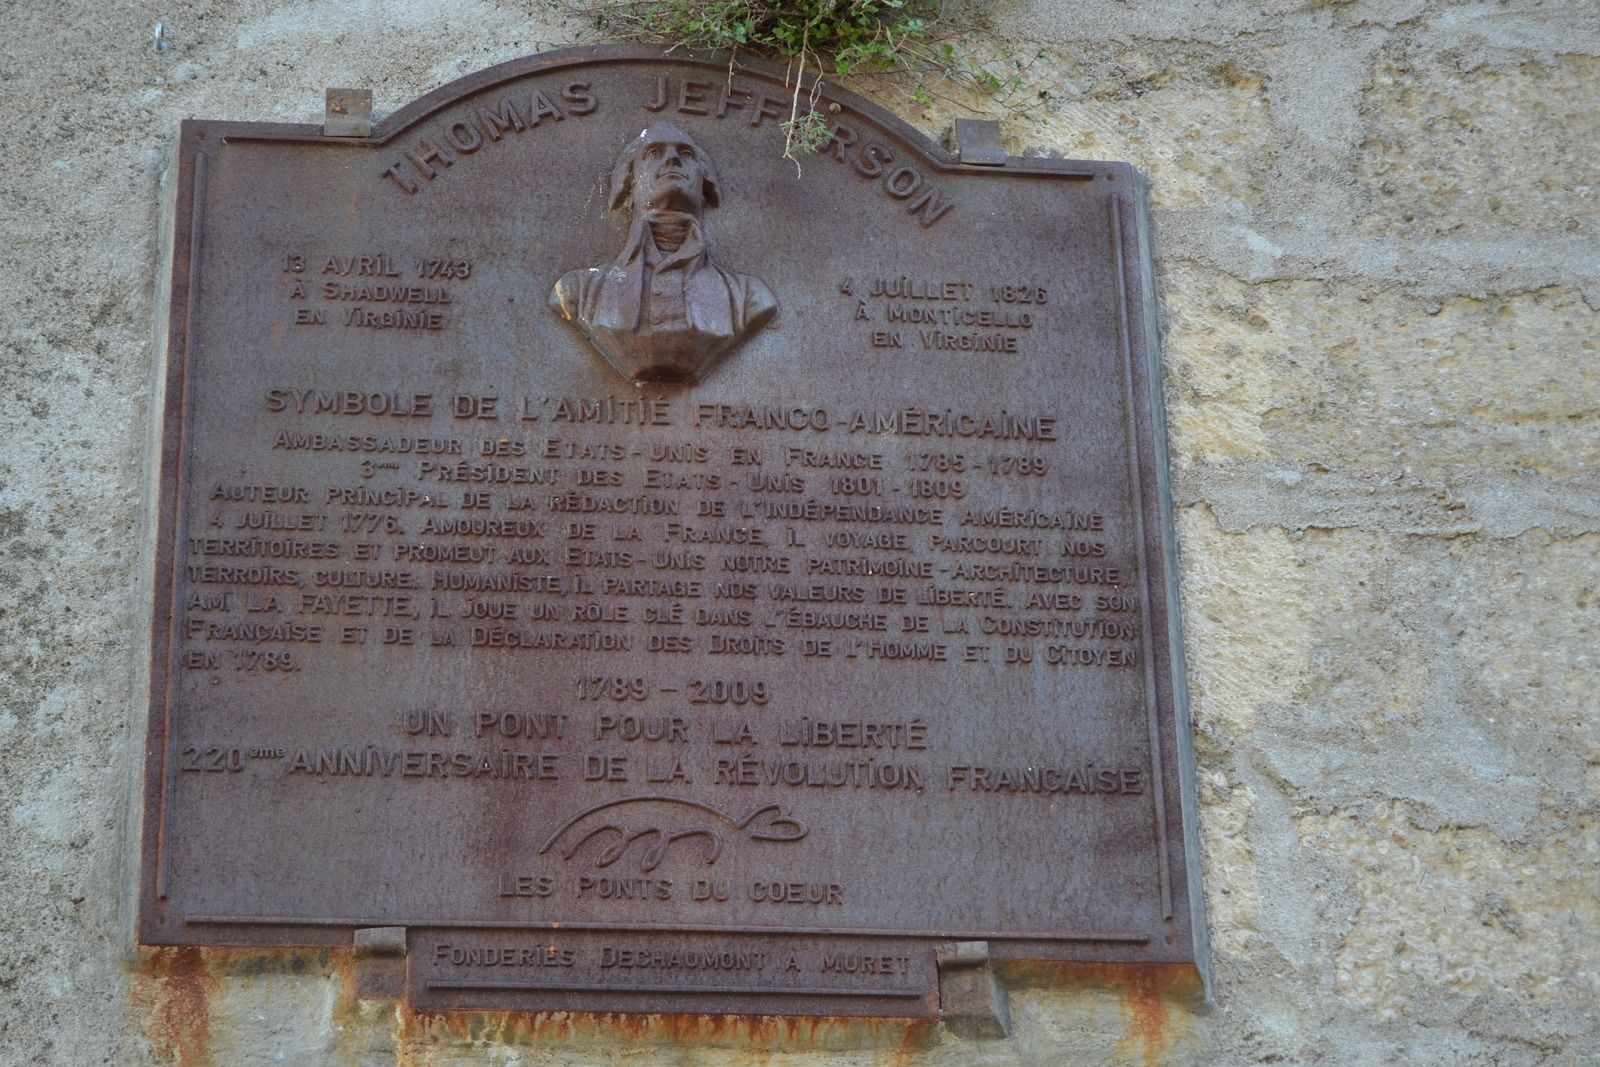 THOMAS JEFFERSON
13 AVRIL 1743
À SHADWELL
EN VIRGINIE
4 JUILLET 1826
À MONTICELLO
EN VIRGINIE
SYMBOLE DE L'AMITIÉ FRANCO-AMÉRICAINE
AMBASSADEUR DES ETATS-UNIS EN FRANCE 1785-1789
3ème PRÉSIDENT DES ETATS-UNIS 1801-1809
AUTEUR PRINCIPAL DE LA RÉDACTION DE L'INDÉPENDANCE AMÉRICAINE
4 JUILLET 1776. AMOUREUX DE LA FRANCE, IL VOYAGE, PARCOURT NOS
TERRITOIRES ET PROMEUT AUX ETATS-UNIS NOTRE PATRIMOINE-ARCHITECTURE,
TERROIRS, CULTURE. HUMANISTE, IL PARTAGE NOS VALEURS DE LIBERTÉ. AVEC SON
AMI LA FAYETTE, IL JOUE UN RÔLE CLÉ DANS L'ÉBAUCHE DE LA CONSTITUTION
FRANÇAISE ET DE LA DÉCLARATION DES DROITS DE L'HOMME ET DU CITOYEN
EN 1789.
1789 - 2009
UN PONT POUR LA LIBERTÉ
220eme ANNIVERSAIRE DE LA RÉVOLUTION FRANÇAISE
LES PONTS DU COEUR
FONDERIES DECHAUMONT A MURET